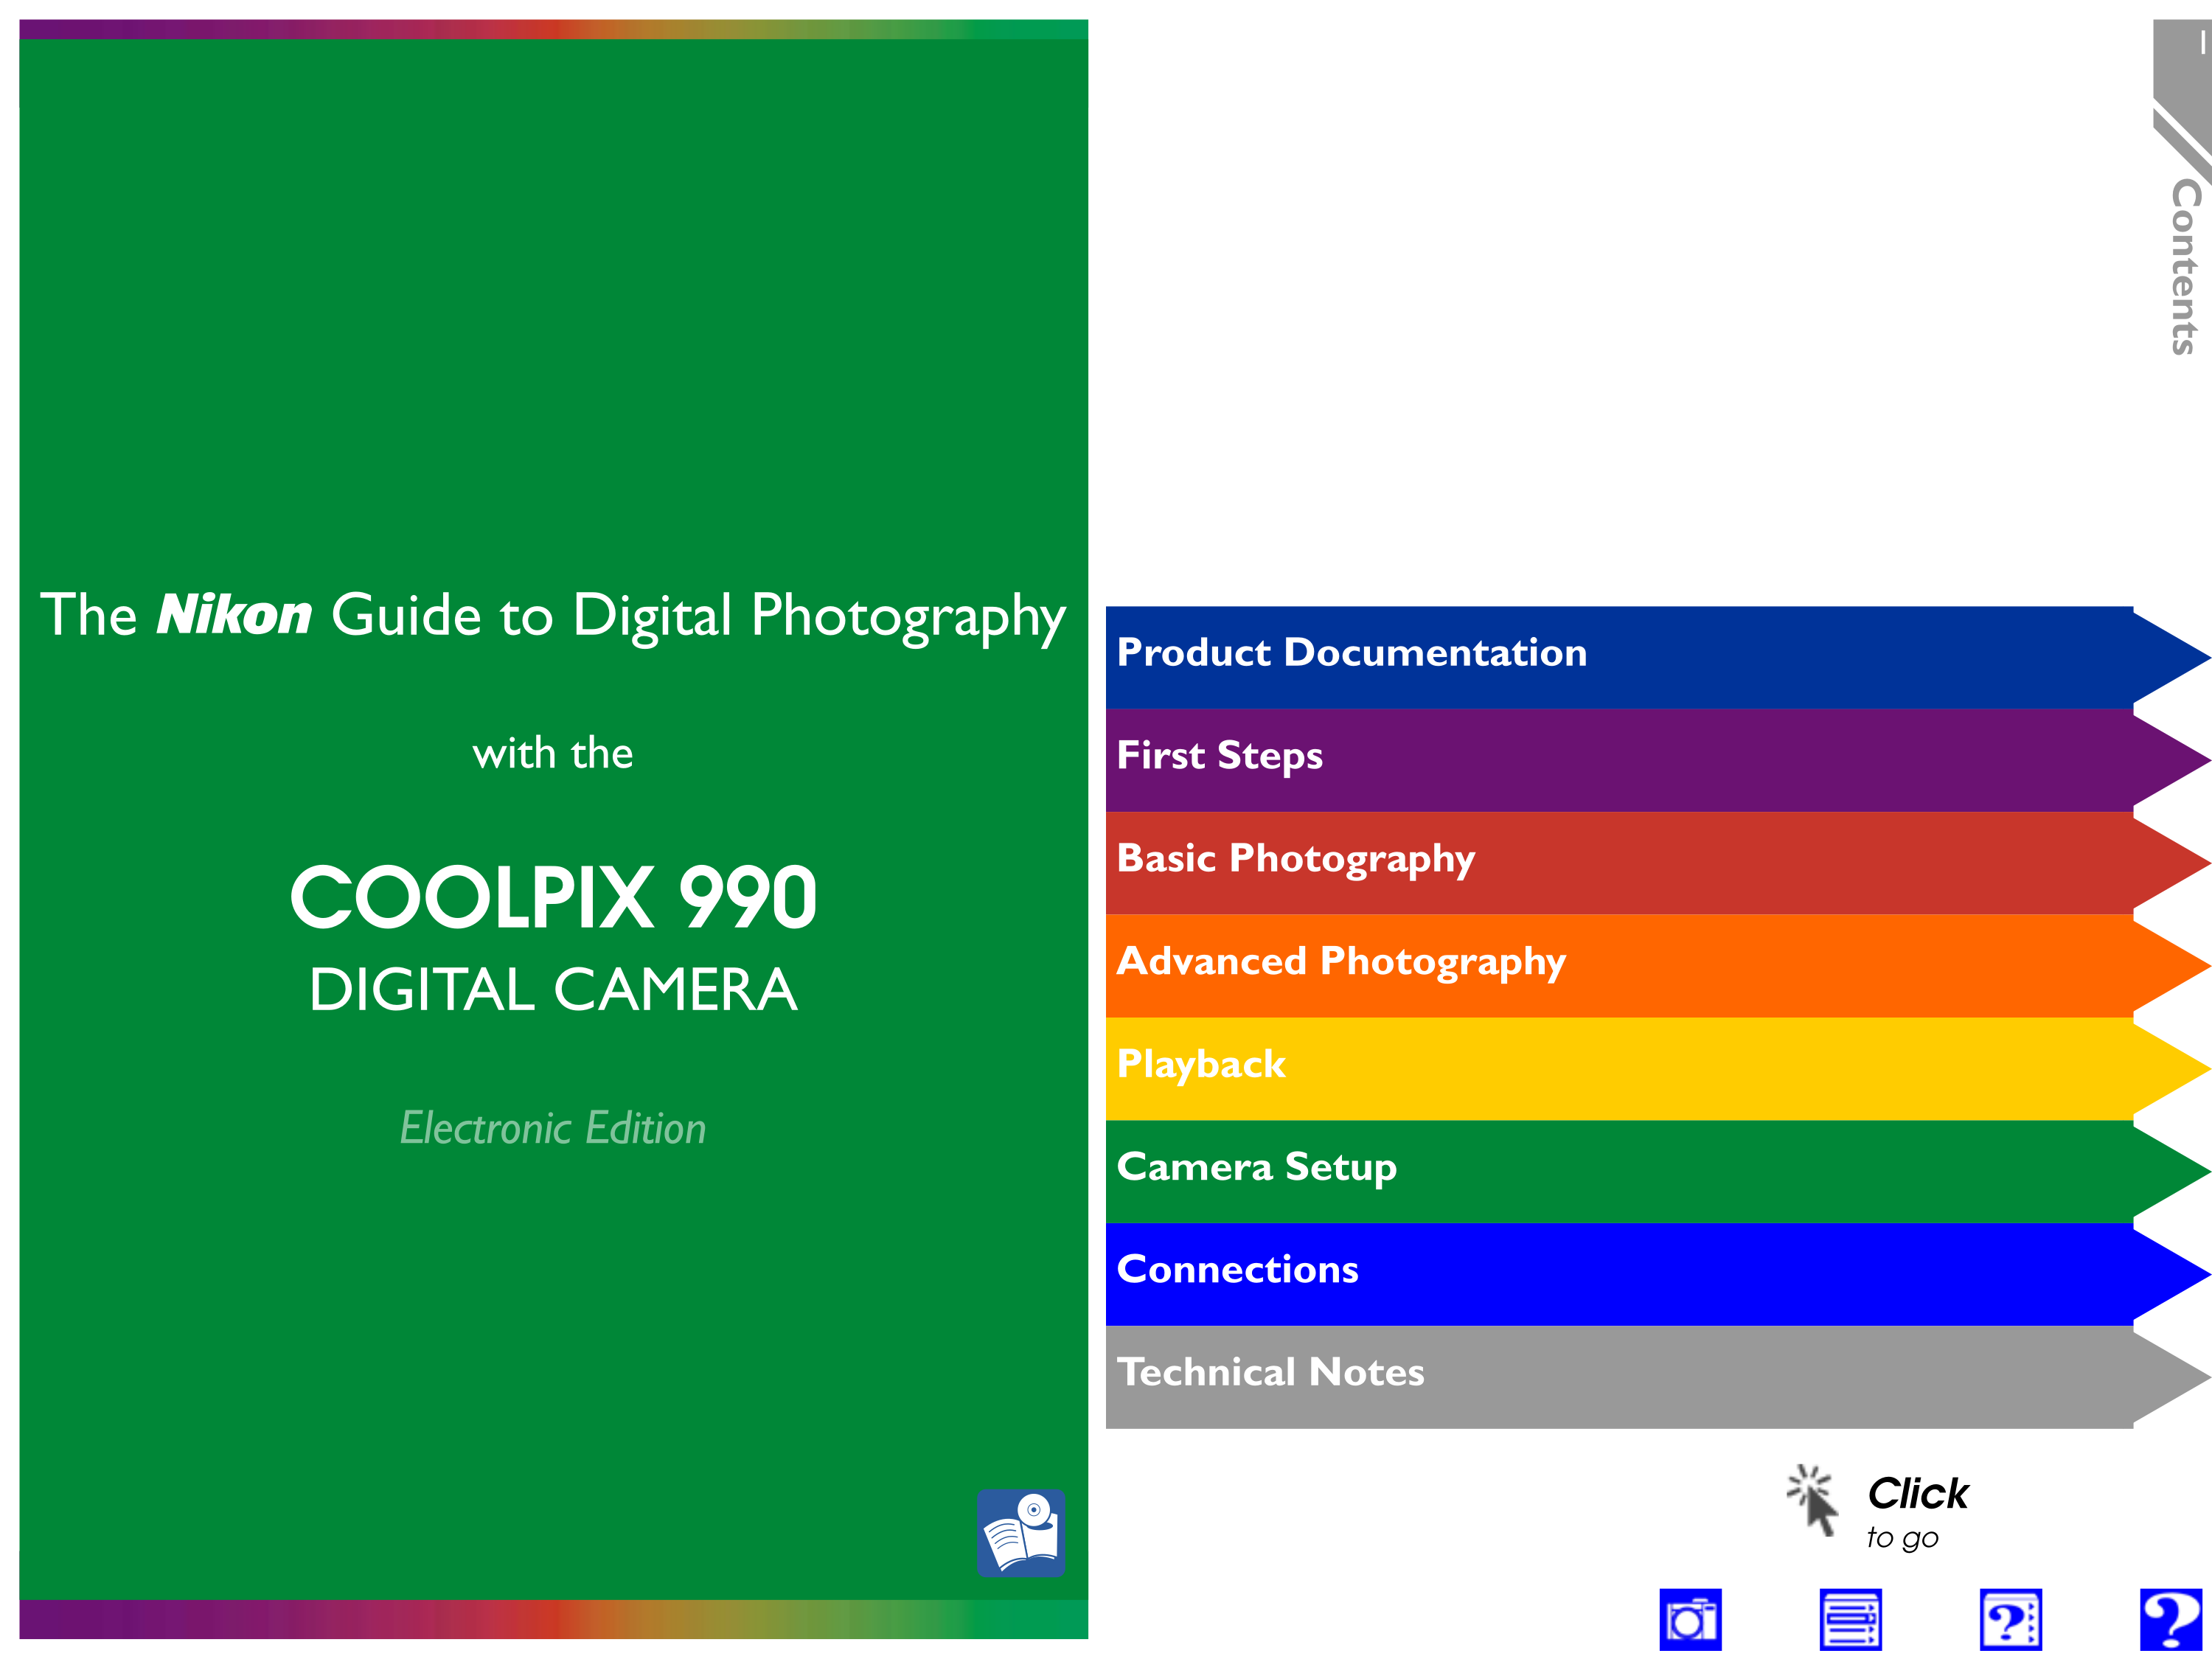 The Nikon Guide to Digital Photography
with the
COOLPIX 990
DIGITAL CAMERA
Electronic Edition
Contents
Product Documentation
First Steps
Basic Photography
Advanced Photography
Playback
Camera Setup
Connections
Technical Notes
Click
to go
?
?